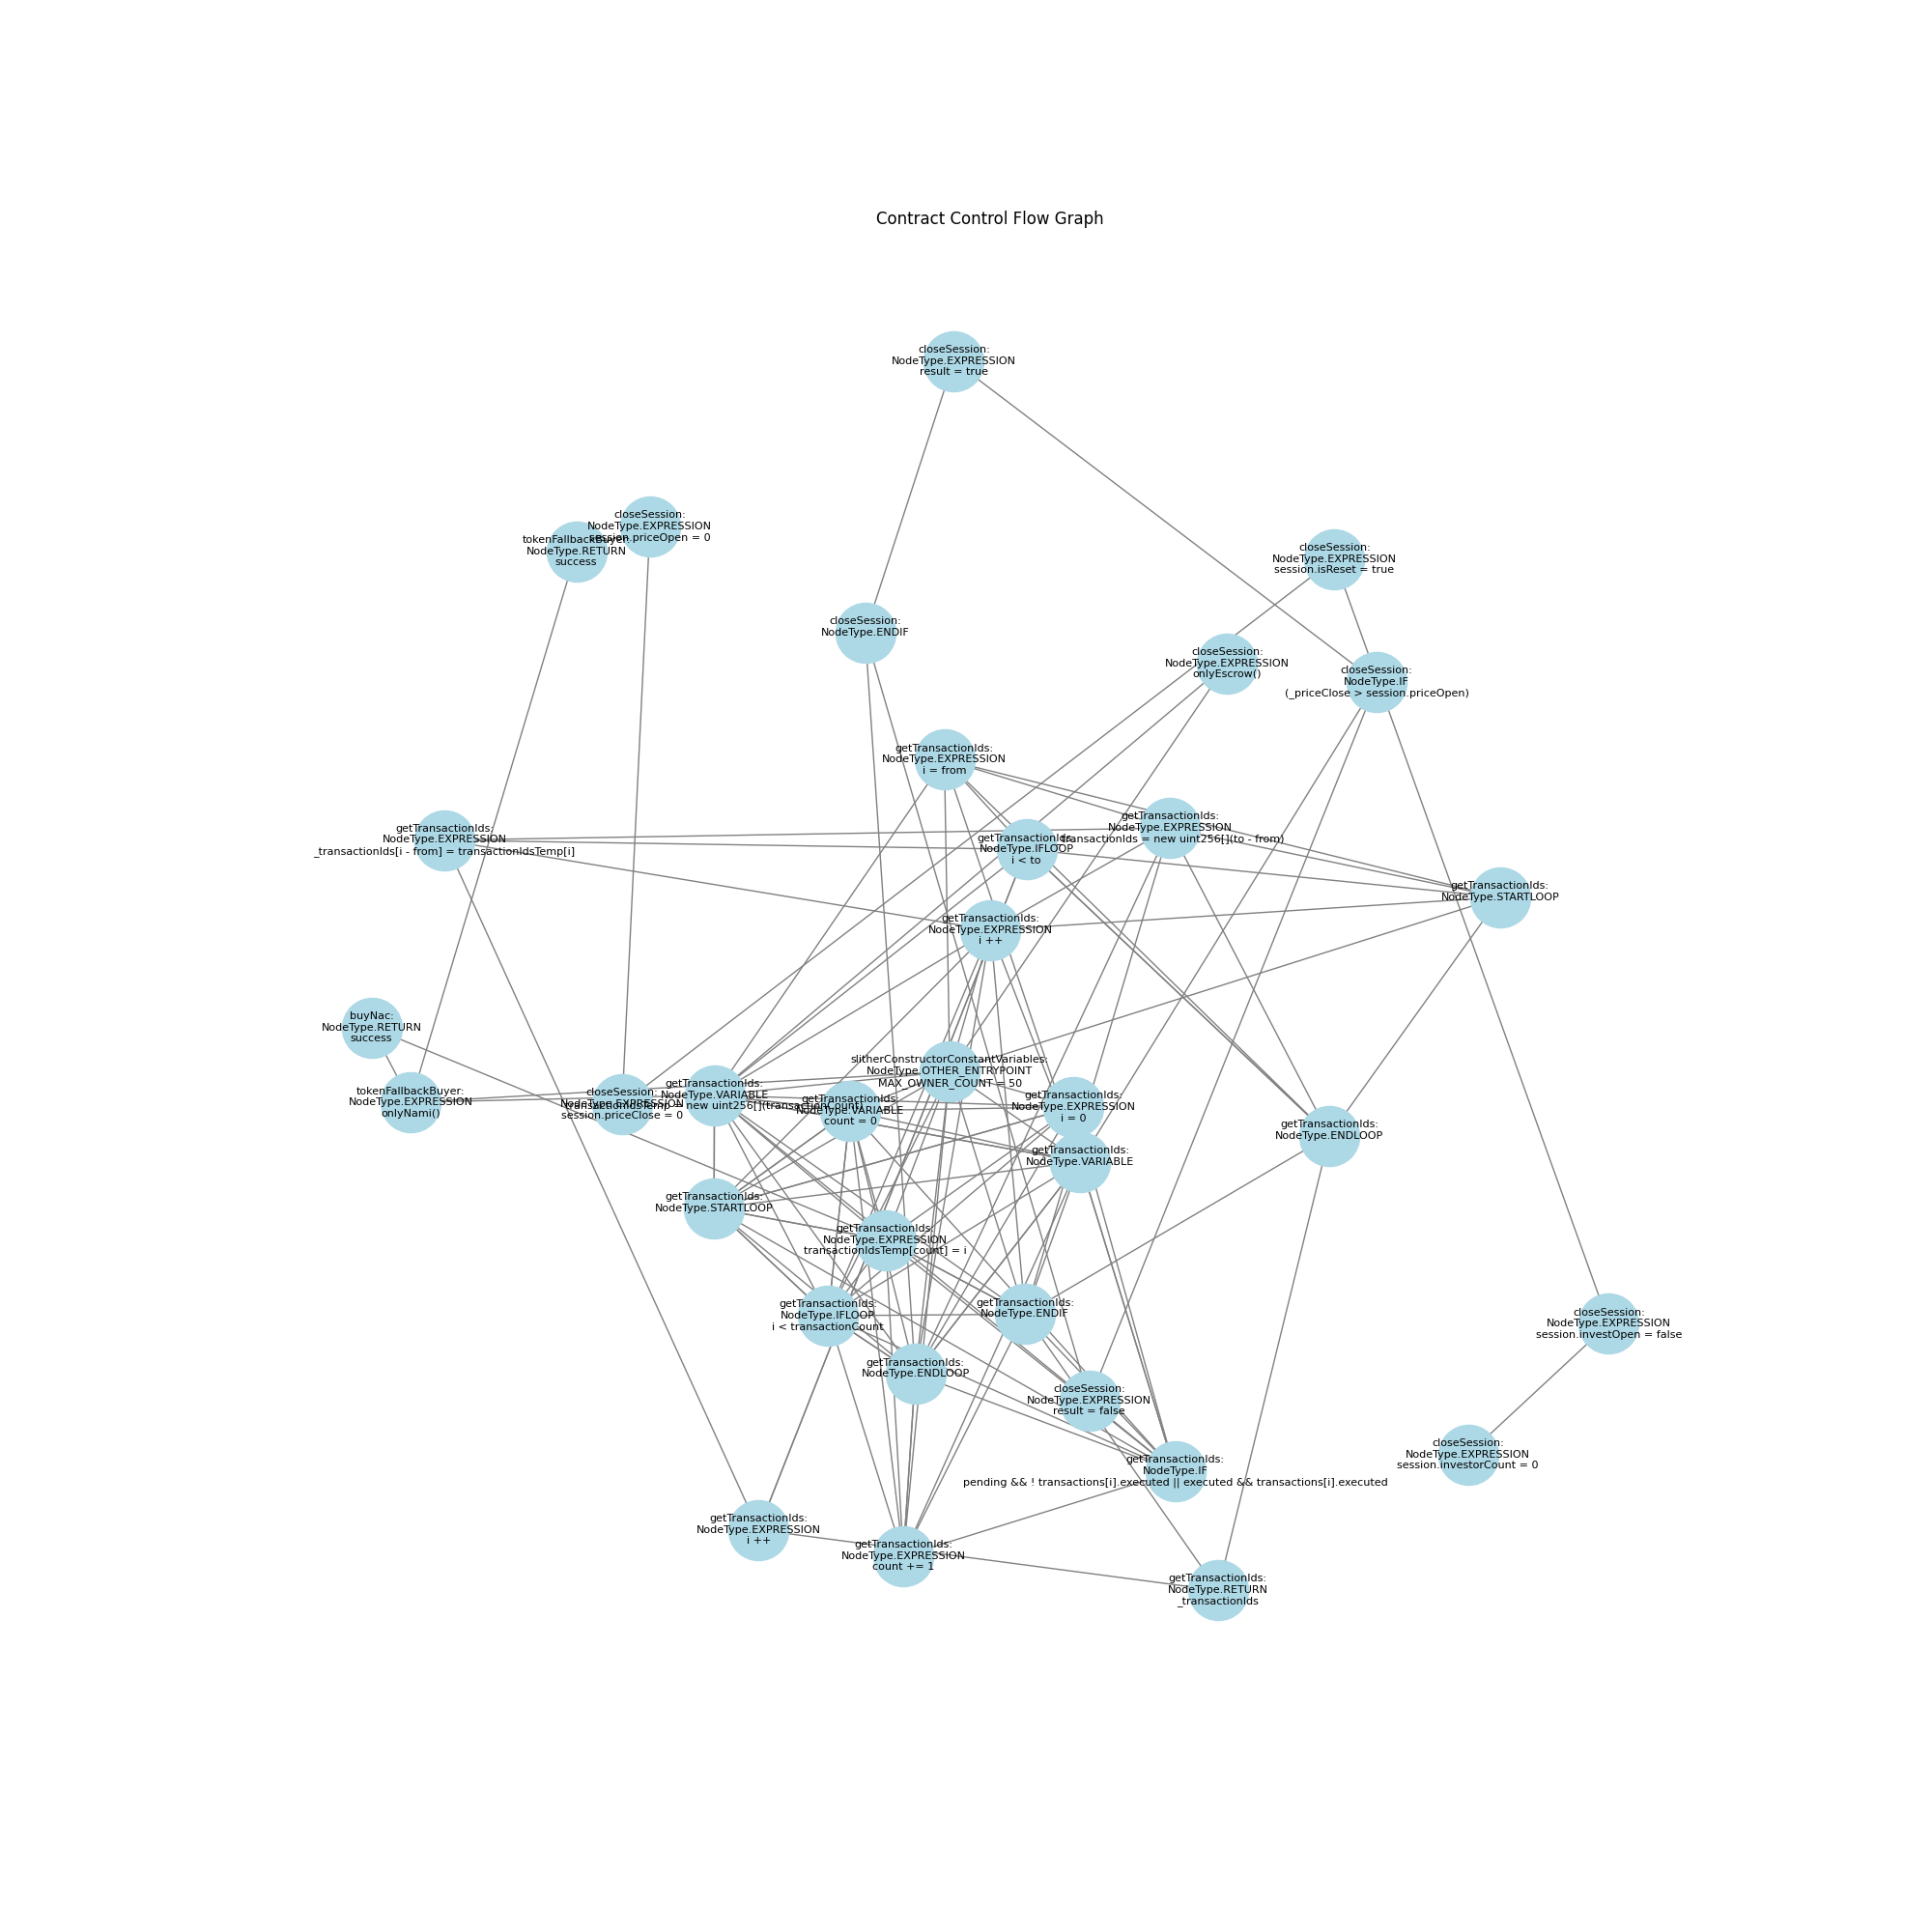 Contract Control Flow Graph
closeSession:
NodeType.EXPRESSION
result = true
closeSession:
NodeType.EXPRESSION
session.priceOpen = 0
tokenFallbackBuyer:
NodeType.RETURN
success
closeSession:
NodeType.EXPRESSION
session.isReset = true
closeSession:
NodeType.ENDIF
closeSession:
NodeType.EXPRESSION
onlyEscrow()
closeSession:
NodeType.IF
(_priceClose > session.priceOpen)
getTransactionIds:
NodeType.EXPRESSION
i = from
getTransactionIds:
NodeType.EXPRESSION
_transactionIds[i - from] = transactionIdsTemp[i]
getTransactionIds:
NodeType.IFLOOP
i < to
getTransactionIds:
NodeType.EXPRESSION
_transactionIds = new uint256[](to - from)
getTransactionIds:
NodeType.STARTLOOP
getTransactionIds:
NodeType.EXPRESSION
i ++
buyNac:
NodeType.RETURN
success
tokenFallbackBuyer:
NodeType.EXPRESSION
onlyNami()
closeSession:
NodeType.EXPRESSION
session.priceClose = 0
getTransactionIds:
NodeType.VARIABLE
transactionIdsTemp = new uint256[](transactionCount)
getTransactionIds:
NodeType.VARIABLE
count = 0
slitherConstructorConstantVariables:
NodeType.OTHER_ENTRYPOINT
MAX_OWNER_COUNT = 50
getTransactionIds:
NodeType.EXPRESSION
i = 0
getTransactionIds:
NodeType.VARIABLE
getTransactionIds:
NodeType.ENDLOOP
getTransactionIds:
NodeType.STARTLOOP
getTransactionIds:
NodeType.EXPRESSION
transactionIdsTemp[count] = i
getTransactionIds:
NodeType.IFLOOP
i < transactionCount
getTransactionIds:
NodeType.ENDIF
getTransactionIds:
NodeType.ENDLOOP
closeSession:
NodeType.EXPRESSION
result = false
closeSession:
NodeType.EXPRESSION
session.investOpen = false
closeSession:
NodeType.EXPRESSION
session.investorCount = 0
getTransactionIds:
NodeType.IF
pending && ! transactions[i].executed || executed && transactions[i].executed
getTransactionIds:
NodeType.EXPRESSION
i ++
getTransactionIds:
NodeType.EXPRESSION
count += 1
getTransactionIds:
NodeType.RETURN
_transactionIds